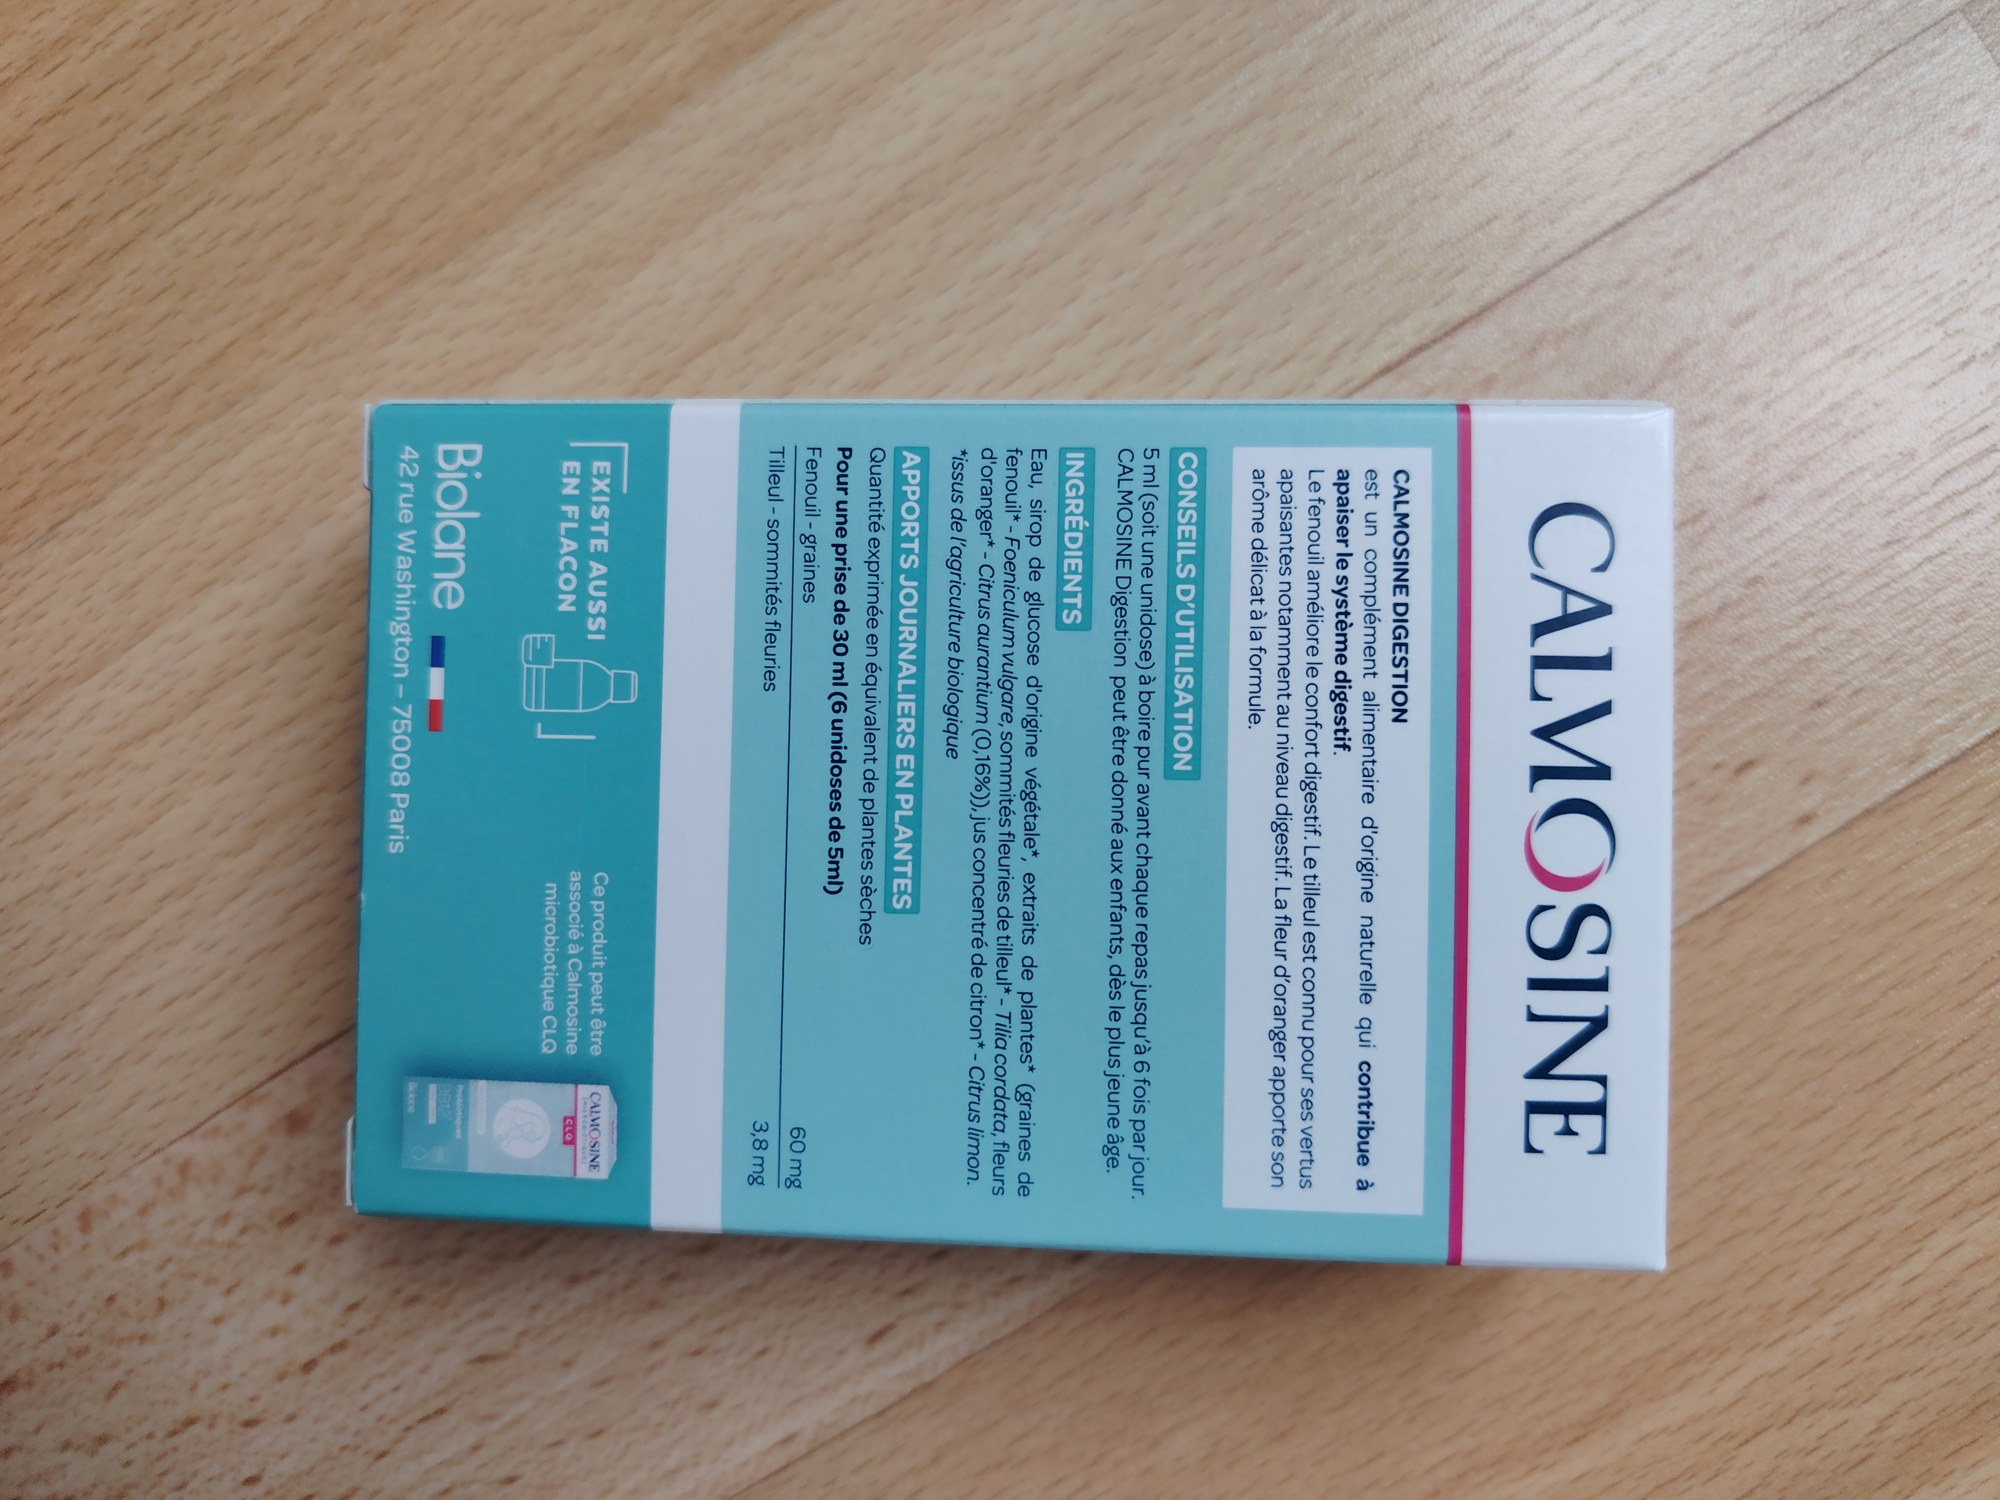 CALMOSINE
CALMOSINE DIGESTION
est un complément alimentaire d'origine naturelle qui contribue à
apaiser le système digestif.
Le fenouil améliore le confort digestif. Le tilleul est connu pour ses vertus
apaisantes notamment au niveau digestif. La fleur d'oranger apporte son
arôme délicat à la formule.
CONSEILS D'UTILISATION
5 ml (soit une unidose) à boire pur avant chaque repas jusqu'à 6 fois par jour.
CALMOSINE Digestion peut être donné aux enfants, dès le plus jeune âge.
INGRÉDIENTS
Eau, sirop de glucose d'origine végétale*, extraits de plantes* (graines de
fenouil* - Foeniculum vulgare, sommités fleuries de tilleul* - Tilia cordata, fleurs
d'oranger* - Citrus aurantium (0,16%)), jus concentré de citron* - Citrus limon.
*issus de l'agriculture biologique
APPORTS JOURNALIERS EN PLANTES
Quantité exprimée en équivalent de plantes sèches
Pour une prise de 30 ml (6 unidoses de 5ml)
Fenouil - graines 60 mg
Tilleul - sommités fleuries 3,8 mg
EXISTE AUSSI
EN FLACON
Ce produit peut être
associé à Calmosine
microbiotique CLQ
CALMOSINE
MICROBIOTIQUE
CLQ
Probiotiques
BB12
Biolane
Biolane
42 rue Washington – 75008 Paris